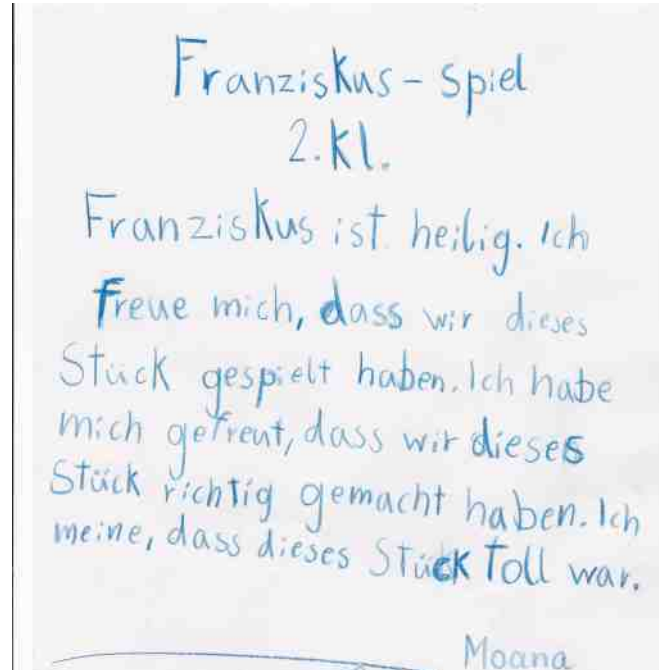 Franziskus - Spiel
2. Kl.
Franziskus ist heilig. Ich
freue mich, dass wir dieses
Stück gespielt haben. Ich habe
mich gefreut, dass wir dieses
Stück richtig gemacht haben. Ich
meine, dass dieses Stück toll war.
Moana